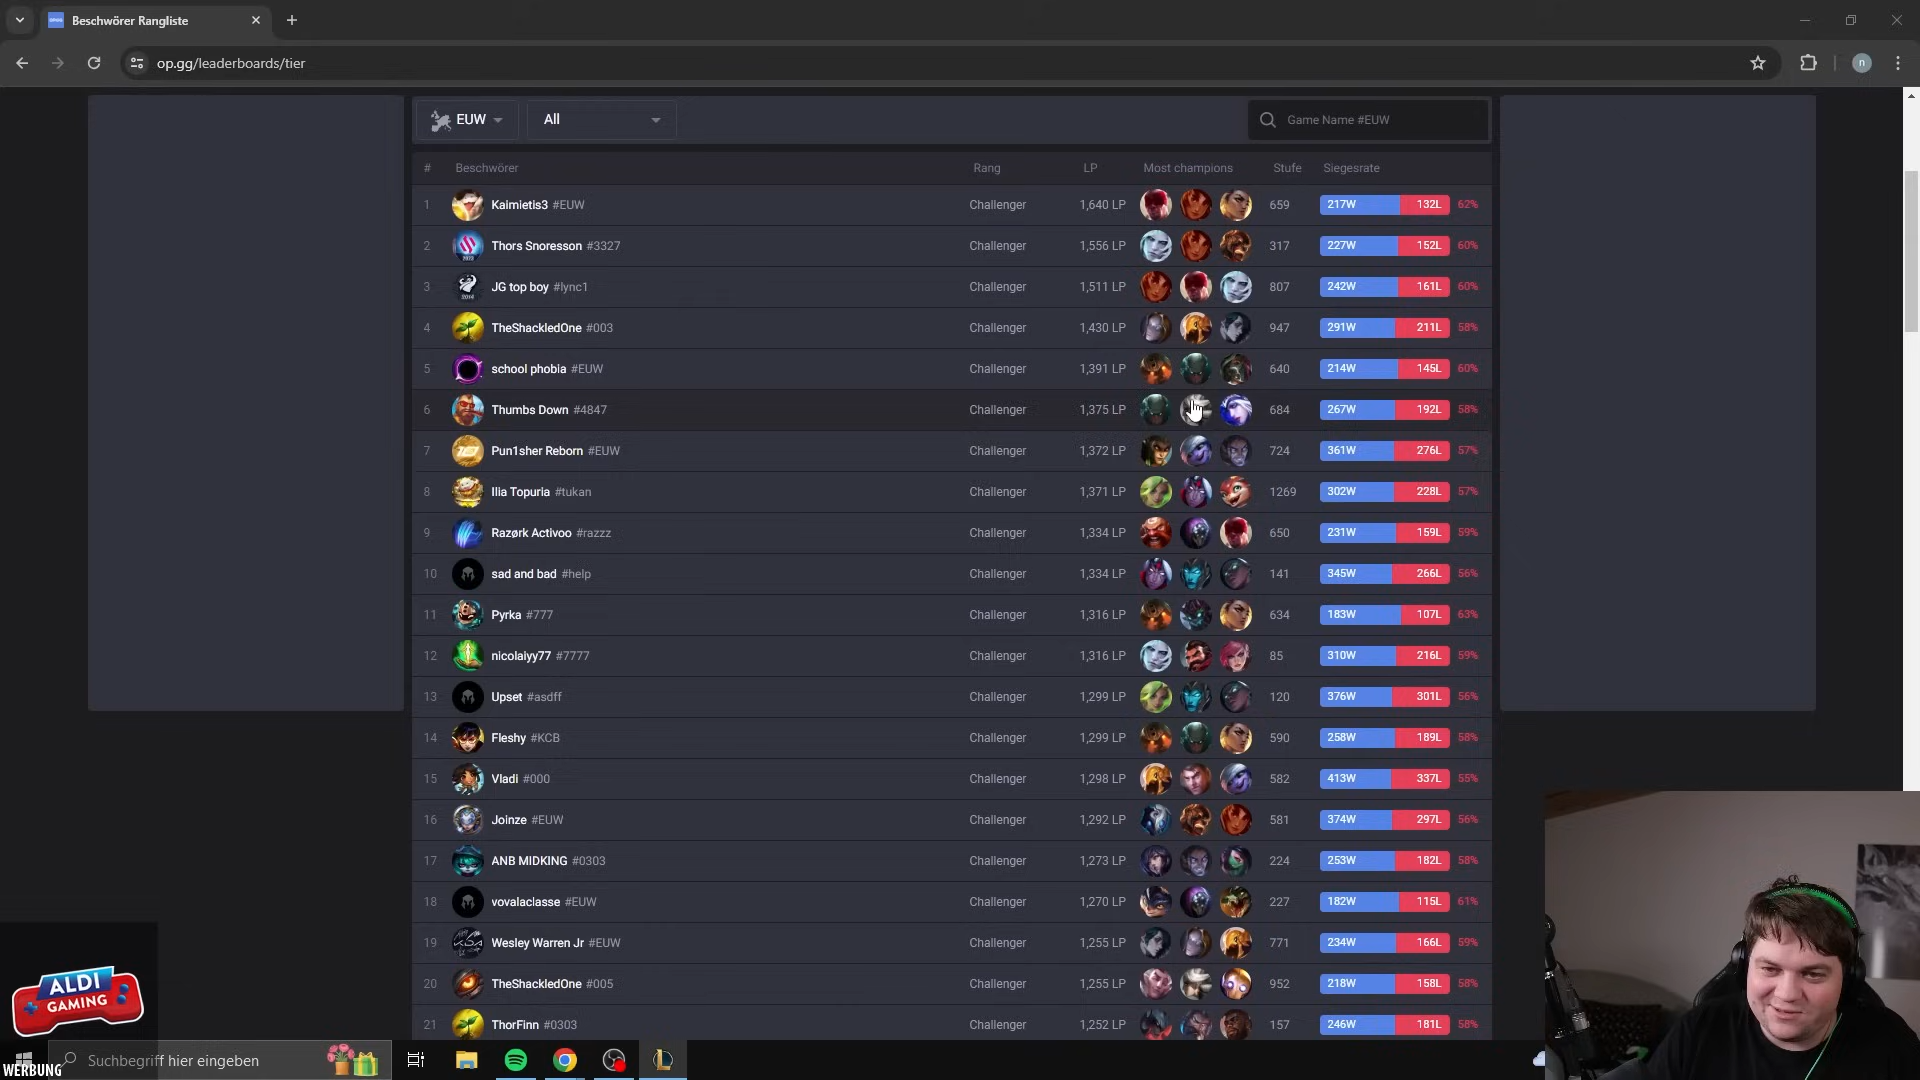 Beschwörer Rangliste
op.gg/leaderboards/tier
EUW All Game Name #EUW
# Beschwörer Rang LP Most champions Stufe Siegesrate
1 Kaimietis3 #EUW Challenger 1,640 LP 659 217W 132L 62%
2 Thors Snoresson #3327 Challenger 1,556 LP 317 227W 152L 60%
3 JG top boy #lync1 Challenger 1,511 LP 807 242W 161L 60%
4 TheShackledOne #003 Challenger 1,430 LP 947 291W 211L 58%
5 school phobia #EUW Challenger 1,391 LP 640 214W 145L 60%
6 Thumbs Down #4847 Challenger 1,375 LP 684 267W 192L 58%
7 Pun1sher Reborn #EUW Challenger 1,372 LP 724 361W 276L 57%
8 Ilia Topuria #tukan Challenger 1,371 LP 1269 302W 228L 57%
9 Razørk Activoo #razzz Challenger 1,334 LP 650 231W 159L 59%
10 sad and bad #help Challenger 1,334 LP 141 345W 266L 56%
11 Pyrka #777 Challenger 1,316 LP 634 183W 107L 63%
12 nicolaiyy77 #7777 Challenger 1,316 LP 85 310W 216L 59%
13 Upset #asdff Challenger 1,299 LP 120 376W 301L 56%
14 Fleshy #KCB Challenger 1,299 LP 590 258W 189L 58%
15 Vladi #000 Challenger 1,298 LP 582 413W 337L 55%
16 Joinze #EUW Challenger 1,292 LP 581 374W 297L 56%
17 ANB MIDKING #0303 Challenger 1,273 LP 224 253W 182L 58%
18 vovalaclasse #EUW Challenger 1,270 LP 227 182W 115L 61%
19 Wesley Warren Jr #EUW Challenger 1,255 LP 771 234W 166L 59%
20 TheShackledOne #005 Challenger 1,255 LP 952 218W 158L 58%
21 ThorFinn #0303 Challenger 1,252 LP 157 246W 181L 58%
ALDI
GAMING
Suchbegriff hier eingeben
WERBUNG